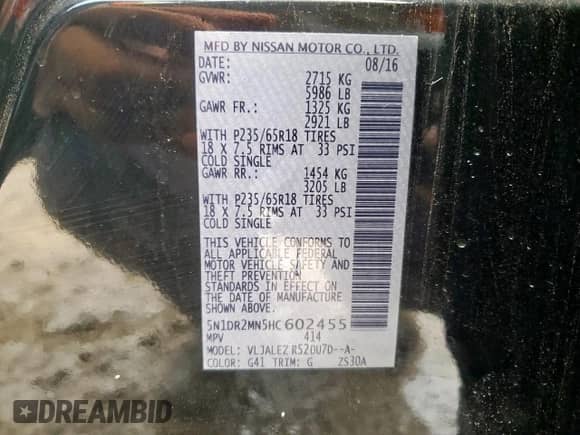 MFD BY NISSAN MOTOR CO., LTD.
DATE: 08/16
GVWR: 2715 KG
5986 LB
GAWR FR.: 1325 KG
2921 LB
WITH P235/65R18 TIRES
18 X 7.5 RIMS AT 33 PSI
COLD SINGLE
GAWR RR.: 1454 KG
3205 LB
WITH P235/65R18 TIRES
18 X 7.5 RIMS AT 33 PSI
COLD SINGLE
THIS VEHICLE CONFORMS TO
ALL APPLICABLE FEDERAL
MOTOR VEHICLE SAFETY AND
THEFT PREVENTION
STANDARDS IN EFFECT ON
THE DATE OF MANUFACTURE
SHOWN ABOVE.
5N1DR2MN5HC602455
MPV 414
MODEL: VLJALEZ R520U7D--A-
COLOR: G41 TRIM: G ZS30A
DREAMBID